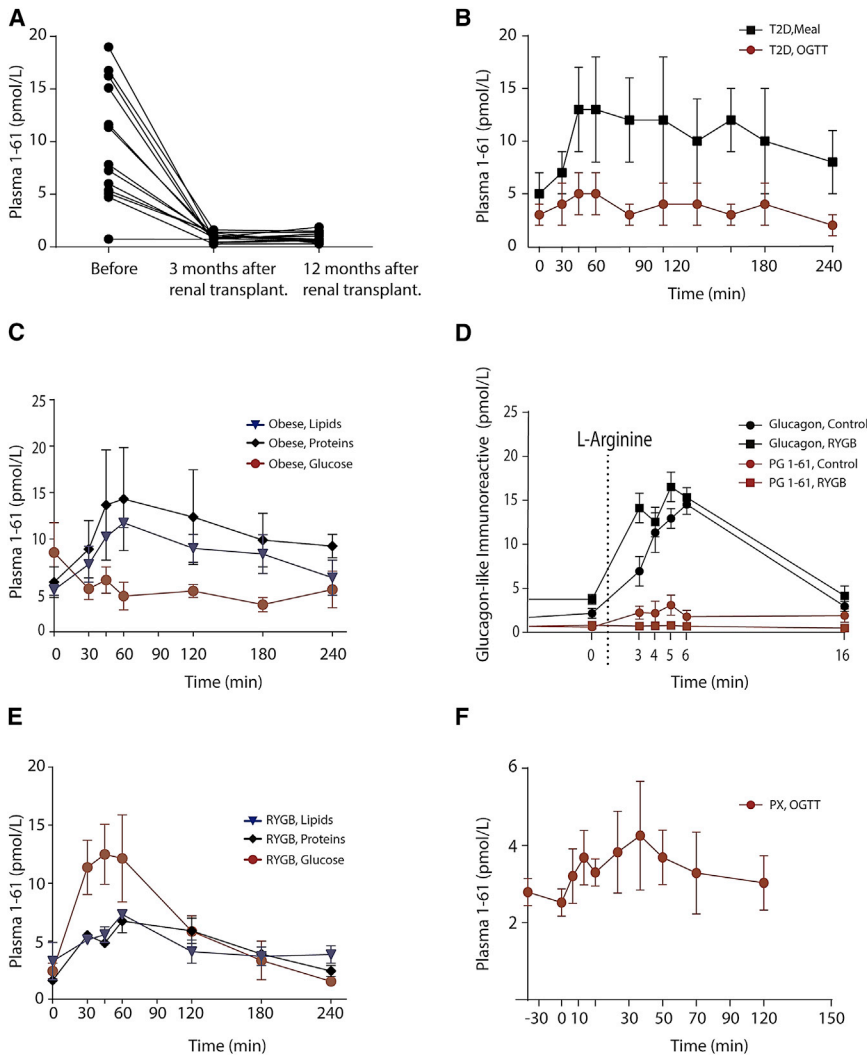 A
Plasma 1-61 (pmol/L)
20
15
10
5
0
Before
3 months after
renal transplant.
12 months after
renal transplant.
B
Plasma 1-61 (pmol/L)
20
15
10
5
0
T2D,Meal
T2D, OGTT
0 30 60 80 120 180 240
Time (min)
C
Plasma 1-61 (pmol/L)
25
20
15
10
5
0
Obese, Lipids
Obese, Proteins
Obese, Glucose
0 30 60 90 120 180 240
Time (min)
D
Glucagon-like Immunoreactive (pmol/L)
25
20
15
10
5
0
L-Arginine
Glucagon, Control
Glucagon, RYGB
PG 1-61, Control
PG 1-61, RYGB
0 3 4 5 6 16
Time (min)
E
Plasma 1-61 (pmol/L)
20
15
10
5
0
RYGB, Lipids
RYGB, Proteins
RYGB, Glucose
0 30 60 90 120 180 240
Time (min)
F
Plasma 1-61 (pmol/L)
6
4
2
0
PX, OGTT
-30 0 10 30 50 70 90 120 150
Time (min)